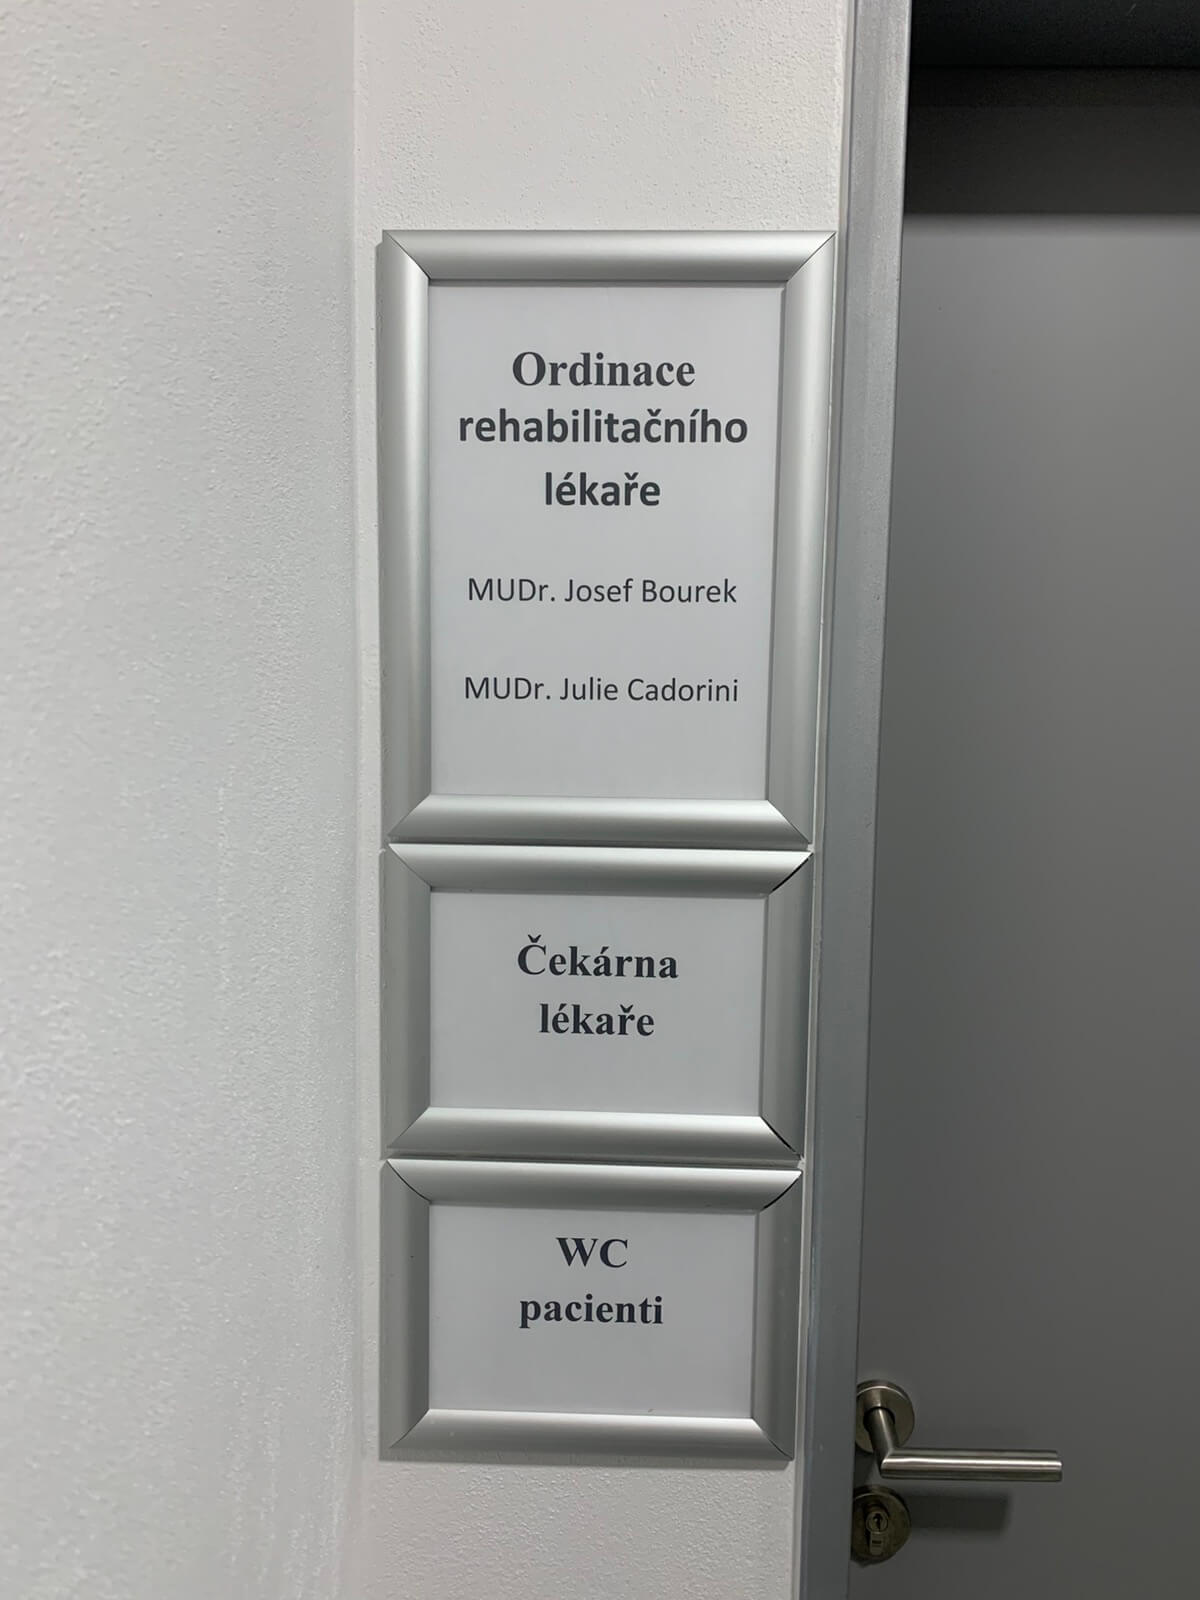 Ordinace
rehabilitačního
lékaře
MUDr. Josef Bourek
MUDr. Julie Cadorini
Čekárna
lékaře
WC
pacienti